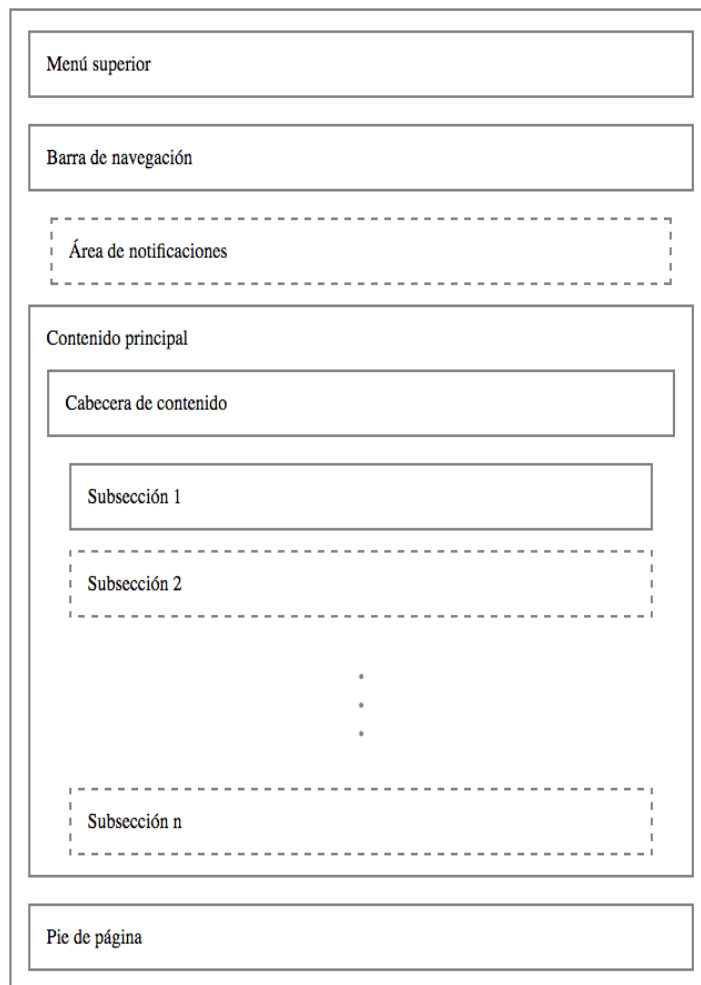 Menú superior
Barra de navegación
Área de notificaciones
Contenido principal
Cabecera de contenido
Subsección 1
Subsección 2
Subsección n
Pie de página